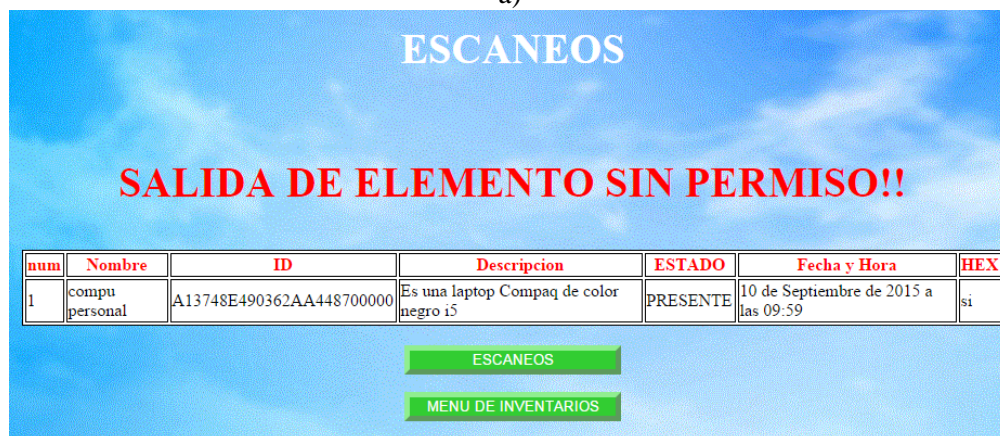 a)
ESCANEOS
SALIDA DE ELEMENTO SIN PERMISO!!
num Nombre ID Descripcion ESTADO Fecha y Hora HEX
1 compu personal A13748E490362AA448700000 Es una laptop Compaq de color negro i5 PRESENTE 10 de Septiembre de 2015 a las 09:59 si
ESCANEOS
MENU DE INVENTARIOS